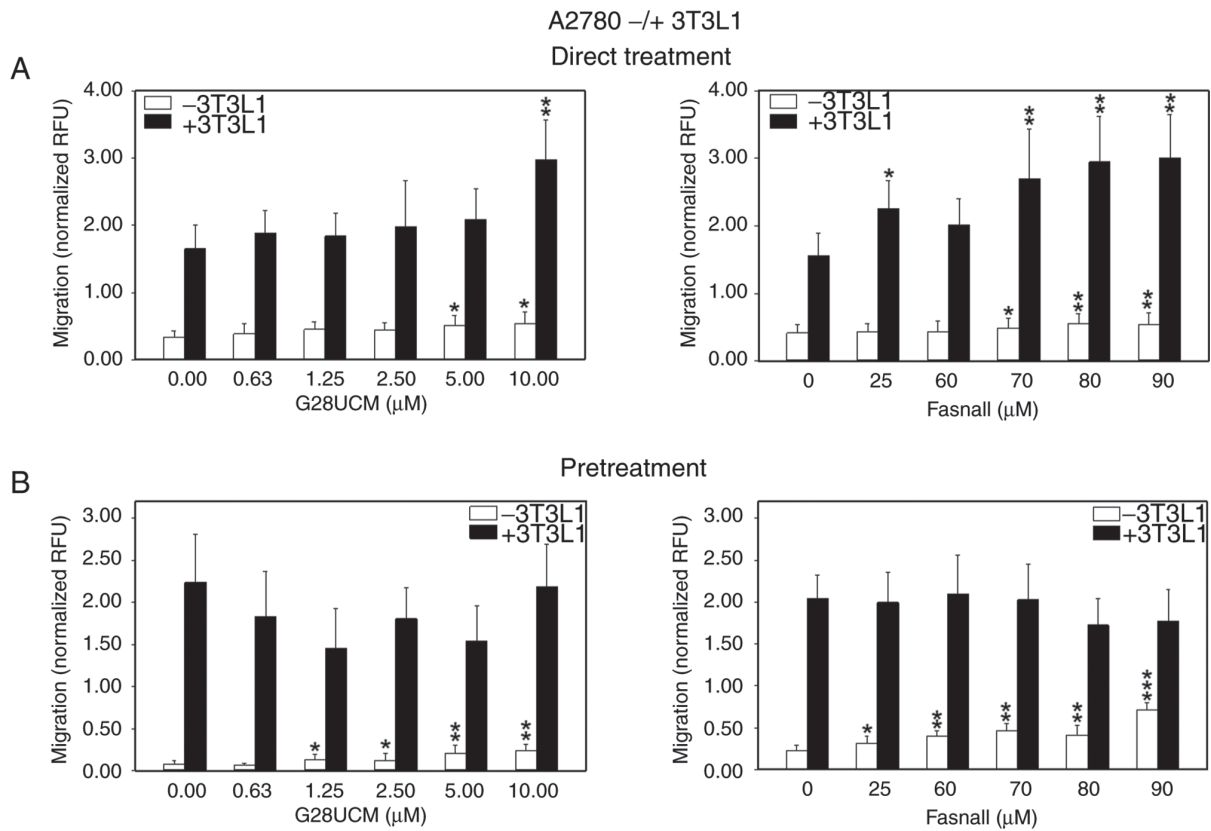 A2780 –/+ 3T3L1
Direct treatment
A
Migration (normalized RFU)
4.00
3.00
2.00
1.00
0.00
–3T3L1
+3T3L1
**
*
*
0.00 0.63 1.25 2.50 5.00 10.00
G28UCM (μM)
Migration (normalized RFU)
4.00
3.00
2.00
1.00
0.00
–3T3L1
+3T3L1
*
**
**
**
*
**
**
0 25 60 70 80 90
Fasnall (μM)
Pretreatment
B
Migration (normalized RFU)
3.00
2.50
2.00
1.50
1.00
0.50
0.00
–3T3L1
+3T3L1
*
*
**
**
0.00 0.63 1.25 2.50 5.00 10.00
G28UCM (μM)
Migration (normalized RFU)
3.00
2.50
2.00
1.50
1.00
0.50
0.00
–3T3L1
+3T3L1
*
**
**
**
***
0 25 60 70 80 90
Fasnall (μM)